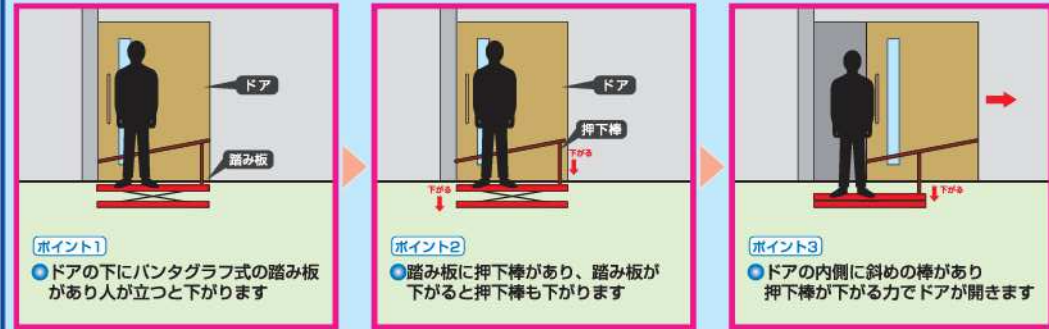 ドア
踏み板
ポイント1
ドアの下にパンタグラフ式の踏み板
があり人が立つと下がります
ドア
押下棒
下がる
下がる
ポイント2
踏み板に押下棒があり、踏み板が
下がると押下棒も下がります
下がる
ポイント3
ドアの内側に斜めの棒があり
押下棒が下がる力でドアが開きます